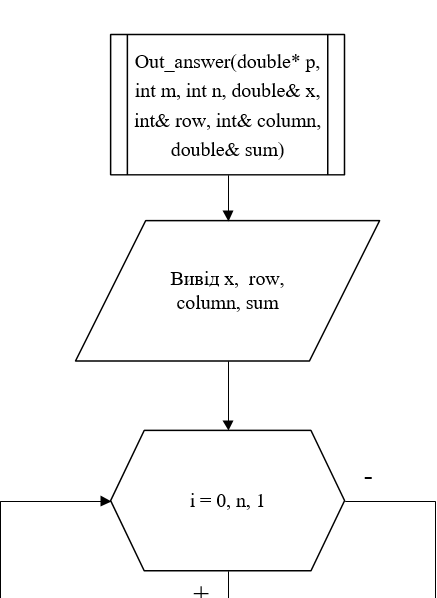 Out_answer(double* p,
int m, int n, double& x,
int& row, int& column,
double& sum)
Вивід x, row,
column, sum
i = 0, n, 1
-
+